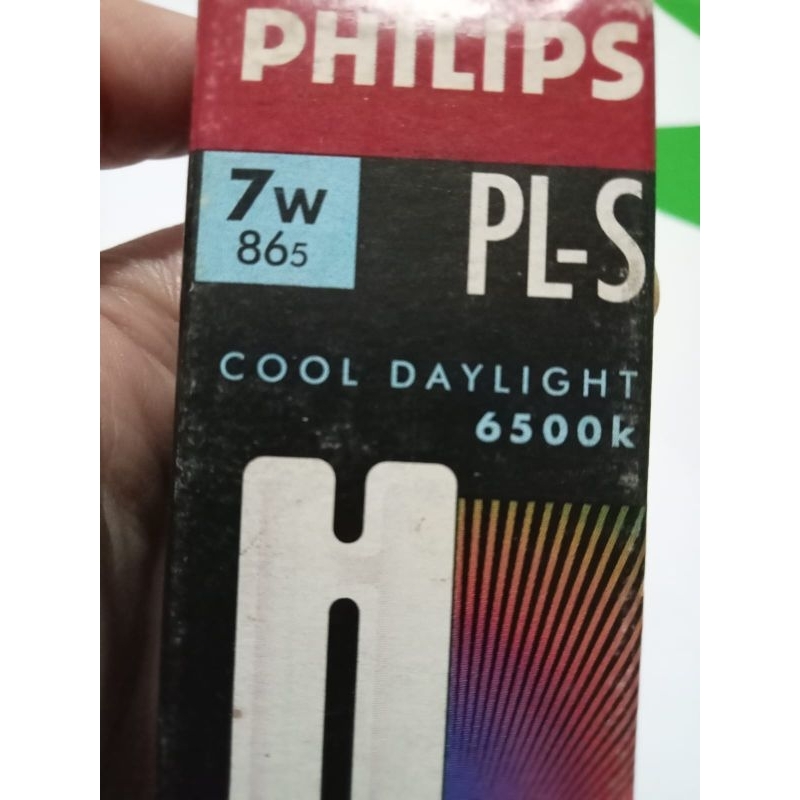 PHILIPS
7W
865
PL-S
COOL DAYLIGHT
6500k